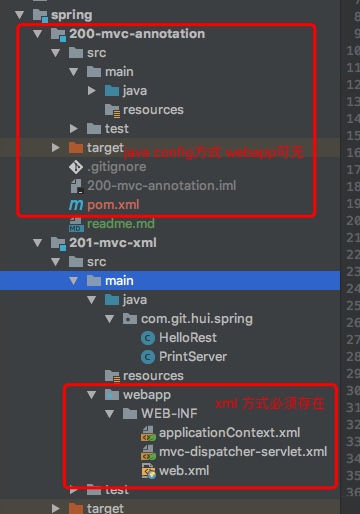 spring
200-mvc-annotation
src
main
java
resources
test
target java config方式 webapp可无
.gitignore
200-mvc-annotation.iml
pom.xml
readme.md
201-mvc-xml
src
main
java
com.git.hui.spring
HelloRest
PrintServer
resources
webapp xml 方式必须存在
WEB-INF
applicationContext.xml
mvc-dispatcher-servlet.xml
web.xml
test
target
9
10
11
12
13
14
15
16
17
18
19
20
21
22
23
24
25
26
27
28
29
30
31
32
33
34
35
36